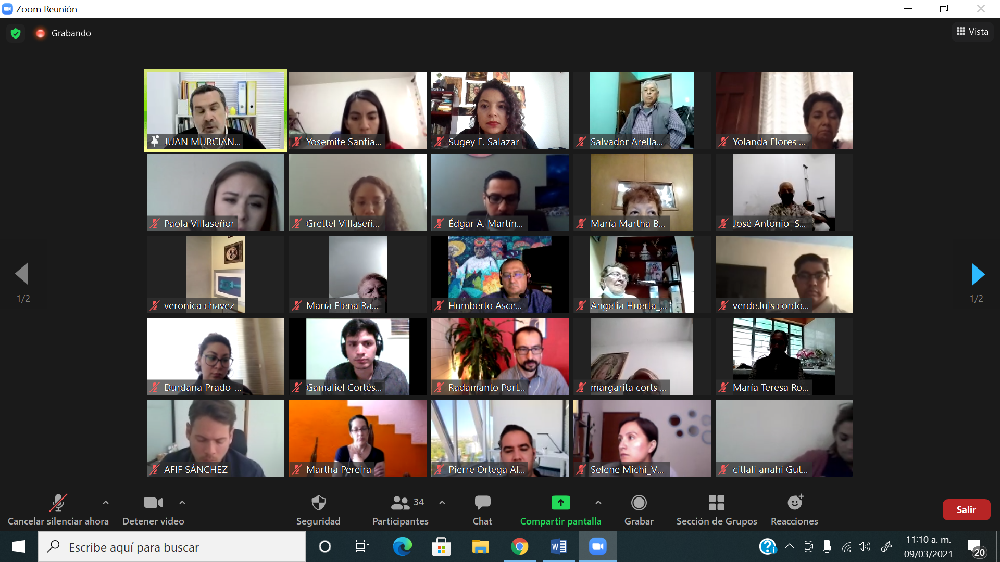 Zoom Reunión
Grabando
Vista
JUAN MURCIAN...
Yosemite Santia...
Sugey E. Salazar
Salvador Arella...
Yolanda Flores ...
Paola Villaseñor
Grettel Villaseñ...
Édgar A. Martín...
María Martha B...
José Antonio S...
1/2
1/2
veronica chavez
María Elena Ra...
Humberto Asce...
Angelia Huerta_...
verde.luis cordo...
Durdana Prado_...
Gamaliel Cortés...
Radamanto Port...
margarita corts ...
María Teresa Ro...
AFIF SÁNCHEZ
Martha Pereira
Pierre Ortega Al...
Selene Michi_V...
citlali anahi Gut...
34
Cancelar silenciar ahora
Detener video
Seguridad
Participantes
Chat
Compartir pantalla
Grabar
Sección de Grupos
Reacciones
Salir
Escribe aquí para buscar
11:10 a. m.
09/03/2021
20